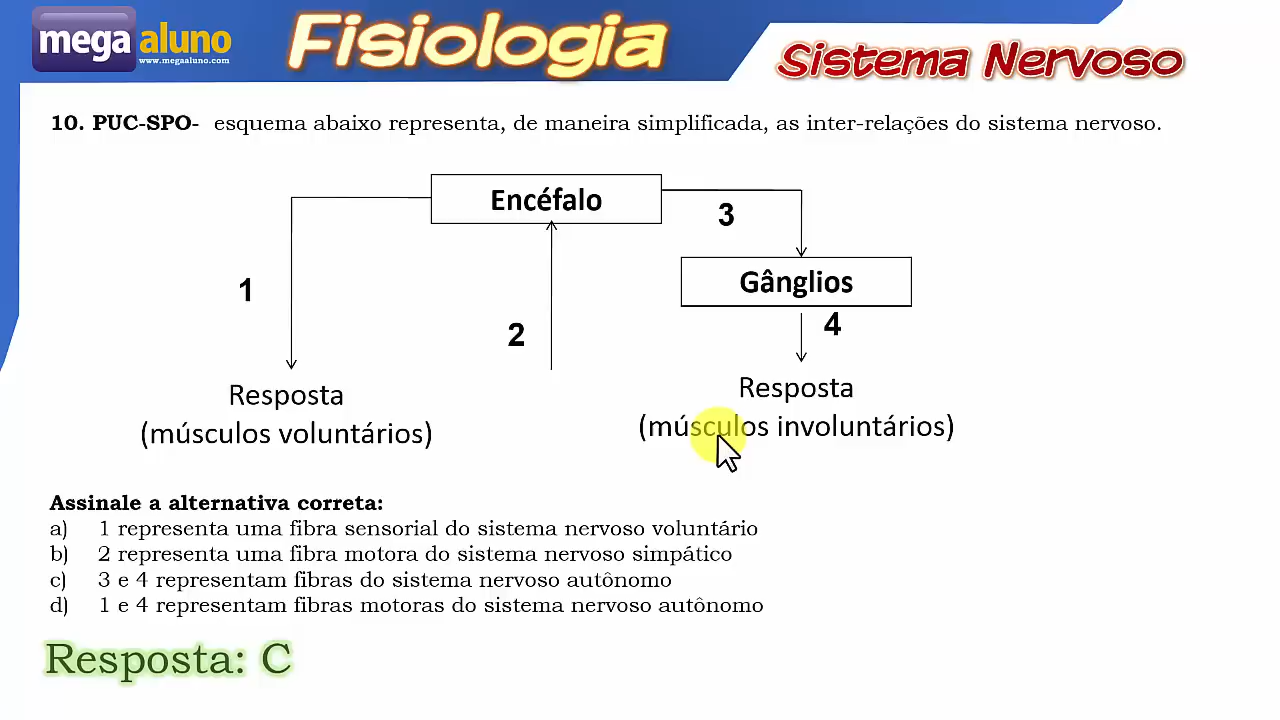 mega aluno
www.megaaluno.com
Fisiologia
Sistema Nervoso
10. PUC-SPO- esquema abaixo representa, de maneira simplificada, as inter-relações do sistema nervoso.
Encéfalo
3
Gânglios
1
4
2
Resposta
(músculos voluntários)
Resposta
(músculos involuntários)
Assinale a alternativa correta:
a) 1 representa uma fibra sensorial do sistema nervoso voluntário
b) 2 representa uma fibra motora do sistema nervoso simpático
c) 3 e 4 representam fibras do sistema nervoso autônomo
d) 1 e 4 representam fibras motoras do sistema nervoso autônomo
Resposta: C